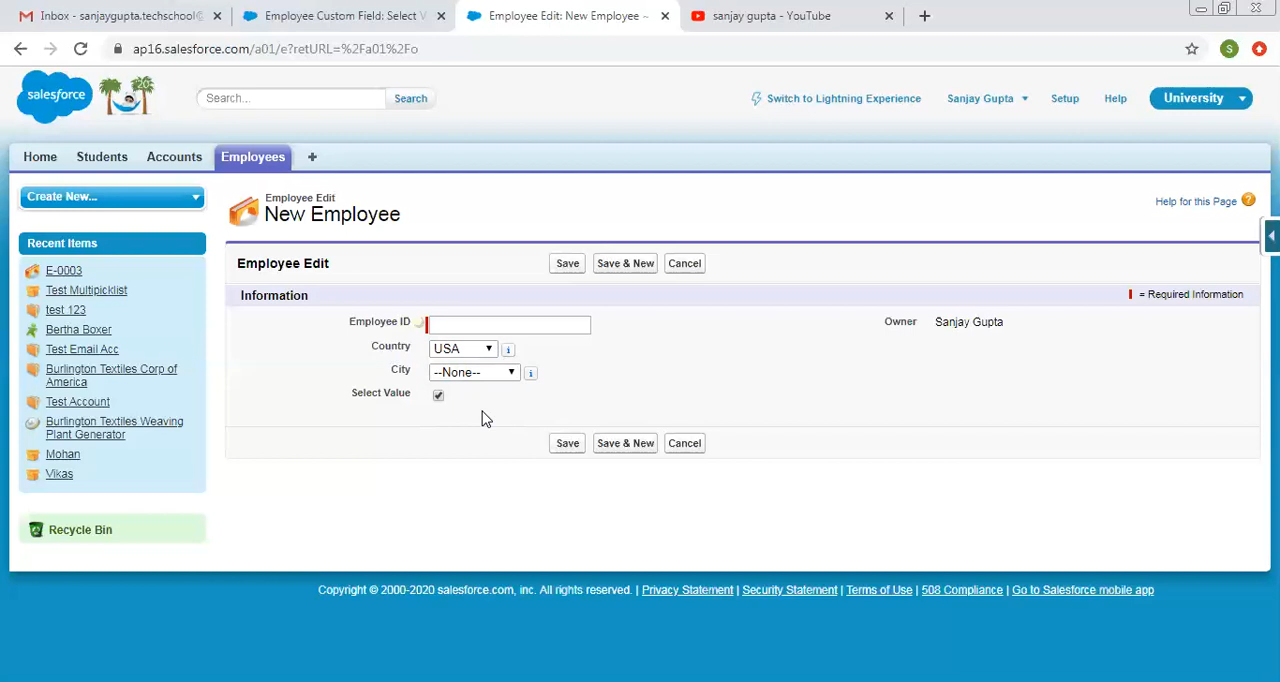 Inbox - sanjaygupta.techschool@
Employee Custom Field: Select V
Employee Edit: New Employee ~
sanjay gupta - YouTube
ap16.salesforce.com/a01/e?retURL=%2Fa01%2Fo
S
salesforce
20
Search...
Search
Switch to Lightning Experience
Sanjay Gupta
Setup
Help
University
Home
Students
Accounts
Employees
Create New...
Recent Items
E-0003
Test Multipicklist
test 123
Bertha Boxer
Test Email Acc
Burlington Textiles Corp of
America
Test Account
Burlington Textiles Weaving
Plant Generator
Mohan
Vikas
Recycle Bin
Employee Edit
New Employee
Help for this Page
Employee Edit
Save
Save & New
Cancel
Information
= Required Information
Employee ID
Owner
Sanjay Gupta
Country
USA
City
--None--
Select Value
Save
Save & New
Cancel
Copyright © 2000-2020 salesforce.com, inc. All rights reserved. | Privacy Statement | Security Statement | Terms of Use | 508 Compliance | Go to Salesforce mobile app